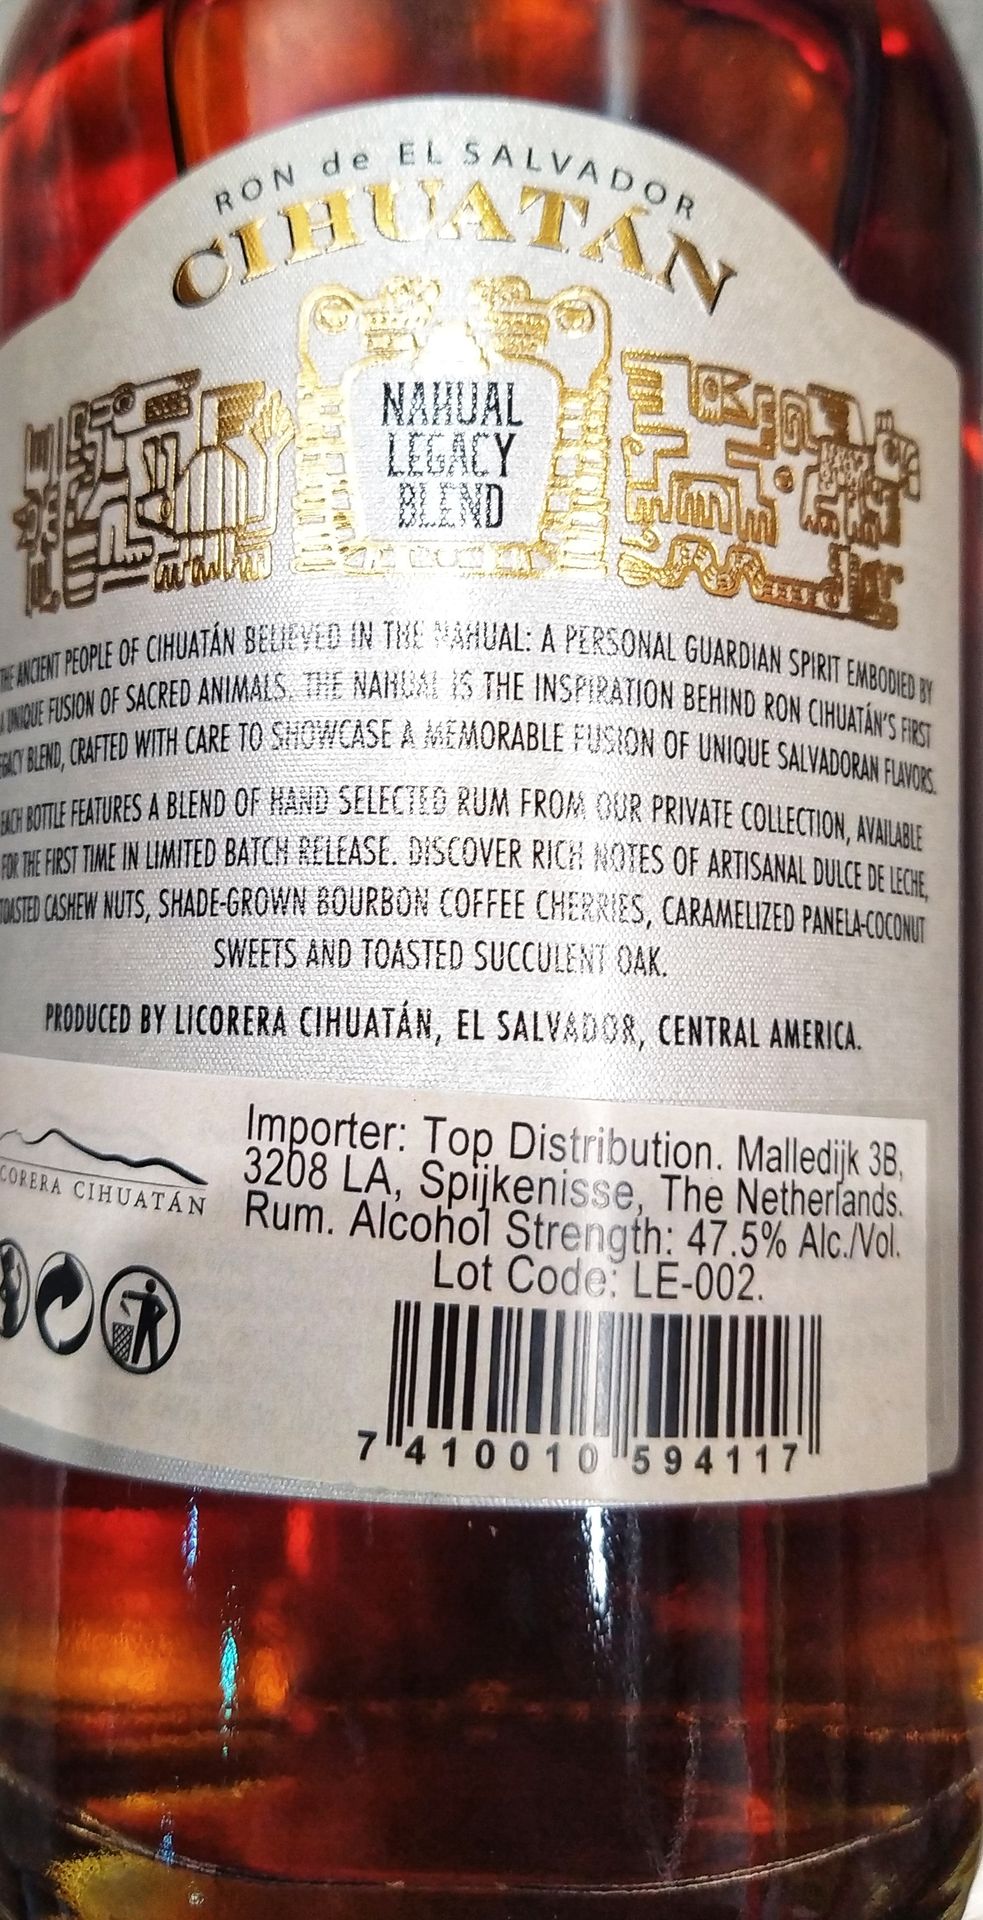 RON de EL SALVADOR
CIHUATÁN
NAHUAL
LEGACY
BLEND
THE ANCIENT PEOPLE OF CIHUATÁN BELIEVED IN THE NAHUAL: A PERSONAL GUARDIAN SPIRIT EMBODIED BY
A UNIQUE FUSION OF SACRED ANIMALS. THE NAHUAL IS THE INSPIRATION BEHIND RON CIHUATÁN'S FIRST
LEGACY BLEND, CRAFTED WITH CARE TO SHOWCASE A MEMORABLE FUSION OF UNIQUE SALVADORAN FLAVORS.
EACH BOTTLE FEATURES A BLEND OF HAND SELECTED RUM FROM OUR PRIVATE COLLECTION, AVAILABLE
FOR THE FIRST TIME IN LIMITED BATCH RELEASE. DISCOVER RICH NOTES OF ARTISANAL DULCE DE LECHE,
TOASTED CASHEW NUTS, SHADE-GROWN BOURBON COFFEE CHERRIES, CARAMELIZED PANELA-COCONUT
SWEETS AND TOASTED SUCCULENT OAK.
PRODUCED BY LICORERA CIHUATÁN, EL SALVADOR, CENTRAL AMERICA.
CORERA CIHUATÁN
Importer: Top Distribution. Malledijk 3B,
3208 LA, Spijkenisse, The Netherlands.
Rum. Alcohol Strength: 47.5% Alc./Vol.
Lot Code: LE-002.
7 410010 594117